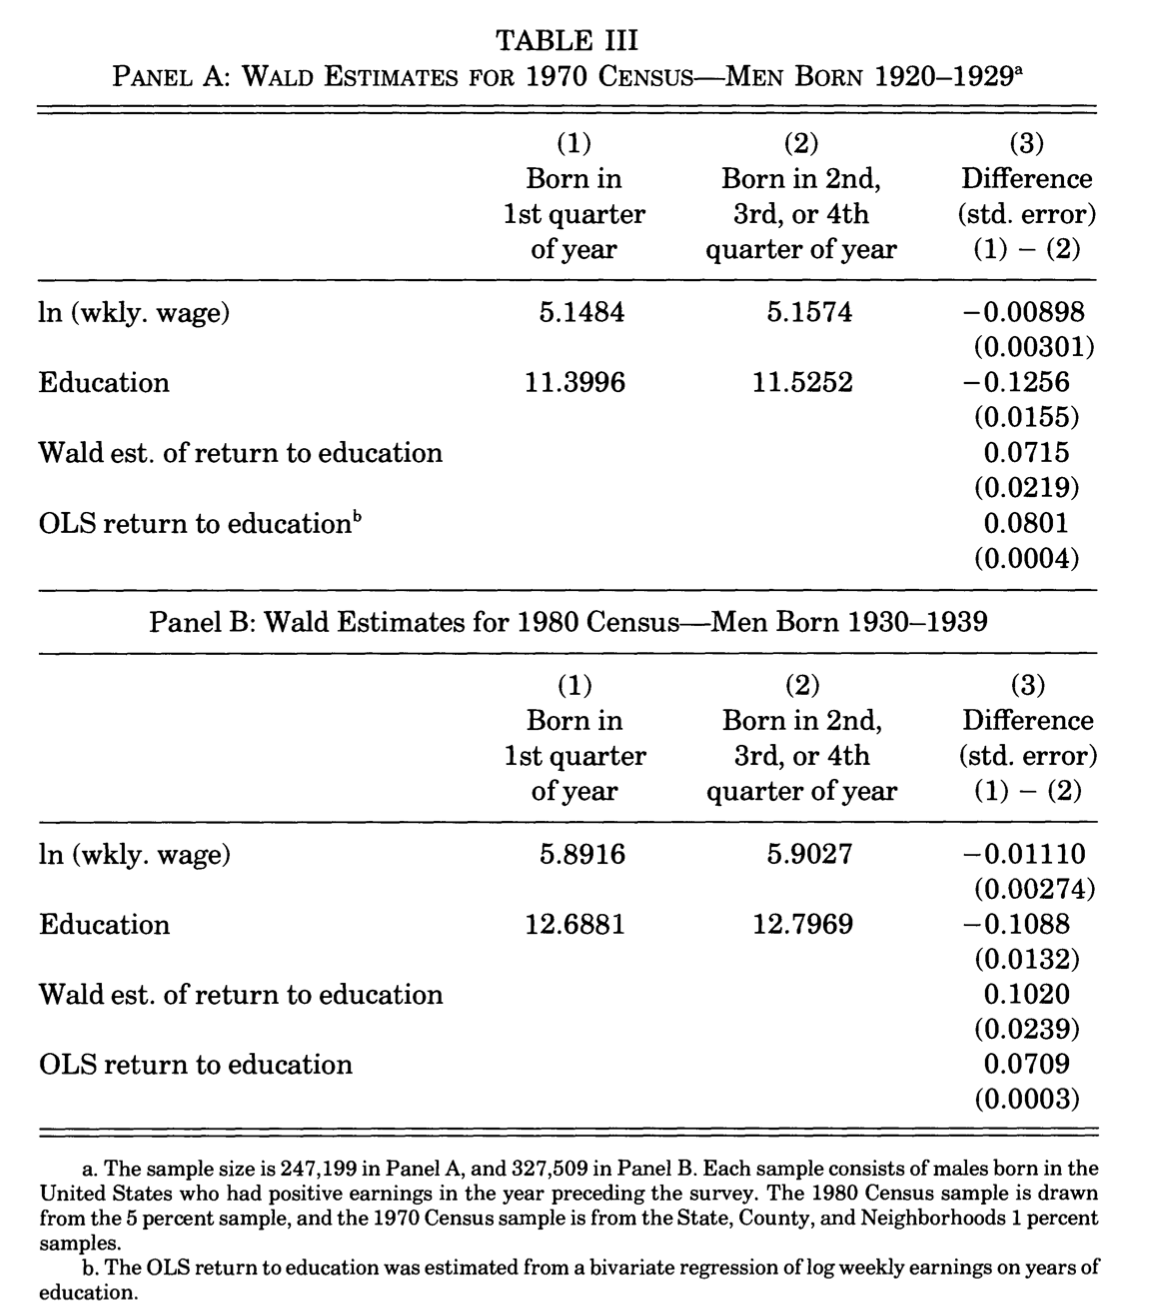 TABLE III
PANEL A: WALD ESTIMATES FOR 1970 CENSUS—MEN BORN 1920–1929a
(1) (2) (3)
Born in Born in 2nd, Difference
1st quarter 3rd, or 4th (std. error)
of year quarter of year (1) − (2)
ln (wkly. wage) 5.1484 5.1574 −0.00898
(0.00301)
Education 11.3996 11.5252 −0.1256
(0.0155)
Wald est. of return to education 0.0715
(0.0219)
OLS return to educationb 0.0801
(0.0004)
Panel B: Wald Estimates for 1980 Census—Men Born 1930–1939
(1) (2) (3)
Born in Born in 2nd, Difference
1st quarter 3rd, or 4th (std. error)
of year quarter of year (1) − (2)
ln (wkly. wage) 5.8916 5.9027 −0.01110
(0.00274)
Education 12.6881 12.7969 −0.1088
(0.0132)
Wald est. of return to education 0.1020
(0.0239)
OLS return to education 0.0709
(0.0003)
a. The sample size is 247,199 in Panel A, and 327,509 in Panel B. Each sample consists of males born in the
United States who had positive earnings in the year preceding the survey. The 1980 Census sample is drawn
from the 5 percent sample, and the 1970 Census sample is from the State, County, and Neighborhoods 1 percent
samples.
b. The OLS return to education was estimated from a bivariate regression of log weekly earnings on years of
education.